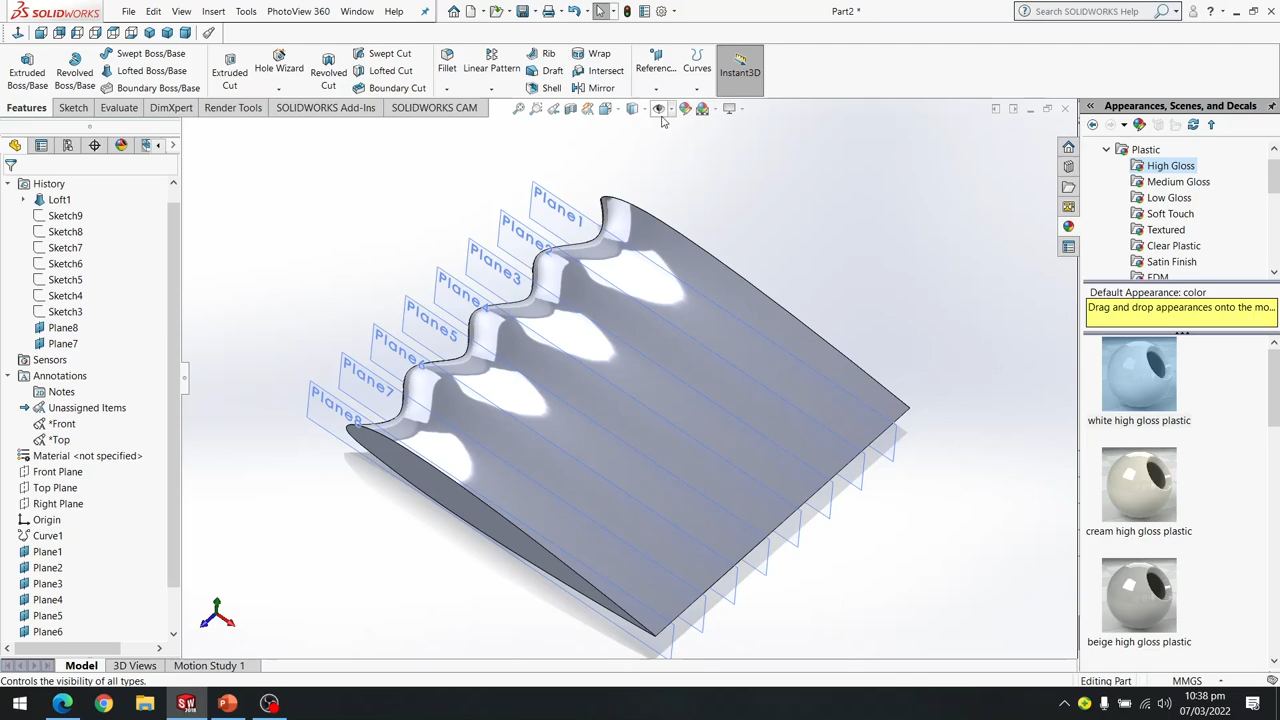 SOLIDWORKS
File
Edit
View
Insert
Tools
PhotoView 360
Window
Help
Part2 *
Search SOLIDWORKS Help
Extruded Boss/Base
Revolved Boss/Base
Swept Boss/Base
Lofted Boss/Base
Boundary Boss/Base
Extruded Cut
Hole Wizard
Revolved Cut
Swept Cut
Lofted Cut
Boundary Cut
Fillet
Linear Pattern
Rib
Draft
Shell
Wrap
Intersect
Mirror
Referenc...
Curves
Instant3D
Features
Sketch
Evaluate
DimXpert
Render Tools
SOLIDWORKS Add-Ins
SOLIDWORKS CAM
History
Loft1
Sketch9
Sketch8
Sketch7
Sketch6
Sketch5
Sketch4
Sketch3
Plane8
Plane7
Sensors
Annotations
Notes
Unassigned Items
*Front
*Top
Material <not specified>
Front Plane
Top Plane
Right Plane
Origin
Curve1
Plane1
Plane2
Plane3
Plane4
Plane5
Plane6
Plane1
Plane2
Plane3
Plane4
Plane5
Plane6
Plane7
Plane8
Appearances, Scenes, and Decals
Plastic
High Gloss
Medium Gloss
Low Gloss
Soft Touch
Textured
Clear Plastic
Satin Finish
EDM
Default Appearance: color
Drag and drop appearances onto the mo...
white high gloss plastic
cream high gloss plastic
beige high gloss plastic
Model
3D Views
Motion Study 1
Controls the visibility of all types.
Editing Part
MMGS
10:38 pm
07/03/2022